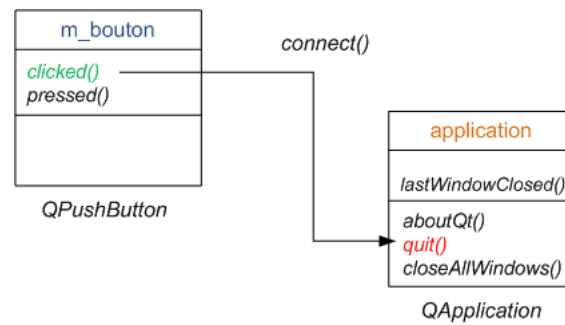 m_bouton
clicked()
pressed()
QPushButton
connect()
application
lastWindowClosed()
aboutQt()
quit()
closeAllWindows()
QApplication